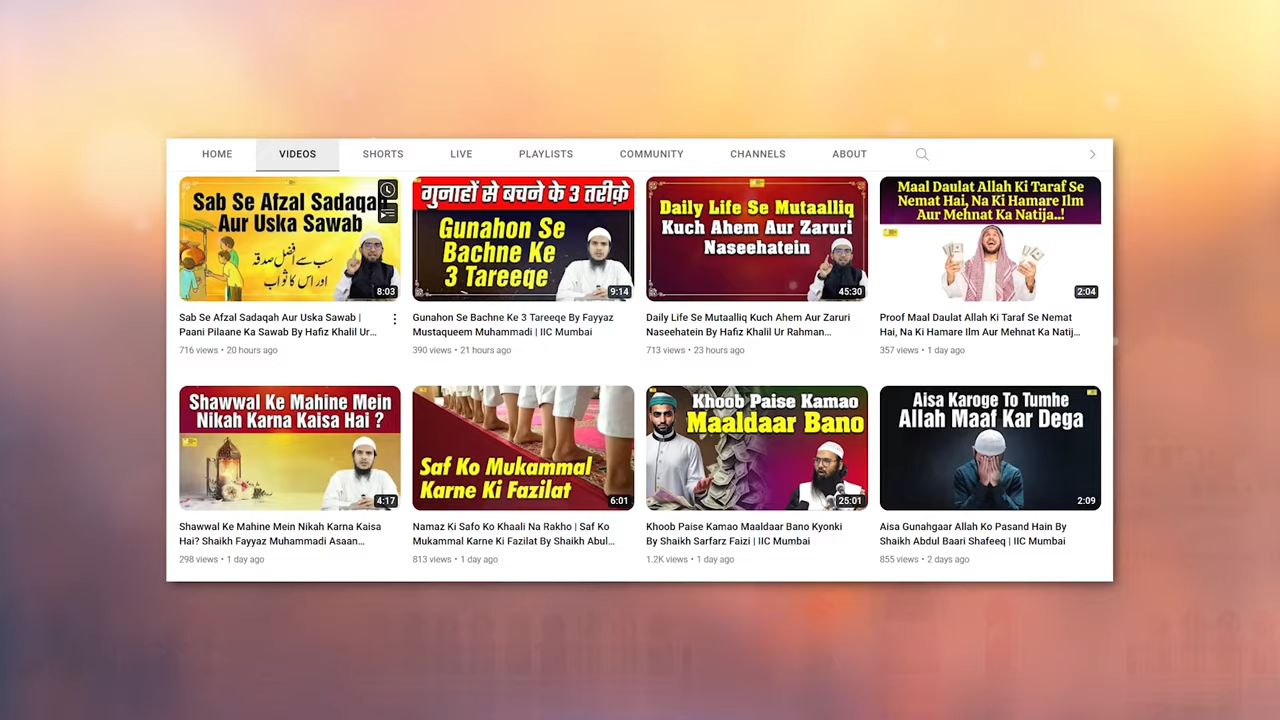 HOME VIDEOS SHORTS LIVE PLAYLISTS COMMUNITY CHANNELS ABOUT
Sab Se Afzal Sadaqah
Aur Uska Sawab
سب سے افضل صدقہ
اور اس کا ثواب
8:03
गुनाहों से बचने के 3 तरीक़े
Gunahon Se
Bachne Ke
3 Tareeqe
9:14
Daily Life Se Mutaalliq
Kuch Ahem Aur Zaruri
Naseehatein
45:30
Maal Daulat Allah Ki Taraf Se
Nemat Hai, Na Ki Hamare Ilm
Aur Mehnat Ka Natija..!
2:04
Sab Se Afzal Sadaqah Aur Uska Sawab |
Paani Pilaane Ka Sawab By Hafiz Khalil Ur...
716 views • 20 hours ago
Gunahon Se Bachne Ke 3 Tareeqe By Fayyaz
Mustaqueem Muhammadi | IIC Mumbai
390 views • 21 hours ago
Daily Life Se Mutaalliq Kuch Ahem Aur Zaruri
Naseehatein By Hafiz Khalil Ur Rahman...
713 views • 23 hours ago
Proof Maal Daulat Allah Ki Taraf Se Nemat
Hai, Na Ki Hamare Ilm Aur Mehnat Ka Natij...
357 views • 1 day ago
Shawwal Ke Mahine Mein
Nikah Karna Kaisa Hai ?
4:17
Saf Ko Mukammal
Karne Ki Fazilat
6:01
Khoob Paise Kamao
Maaldaar Bano
25:01
Aisa Karoge To Tumhe
Allah Maaf Kar Dega
2:09
Shawwal Ke Mahine Mein Nikah Karna Kaisa
Hai? Shaikh Fayyaz Muhammadi Asaan...
298 views • 1 day ago
Namaz Ki Safo Ko Khaali Na Rakho | Saf Ko
Mukammal Karne Ki Fazilat By Shaikh Abul...
813 views • 1 day ago
Khoob Paise Kamao Maaldaar Bano Kyonki
By Shaikh Sarfarz Faizi | IIC Mumbai
1.2K views • 1 day ago
Aisa Gunahgaar Allah Ko Pasand Hain By
Shaikh Abdul Baari Shafeeq | IIC Mumbai
855 views • 2 days ago